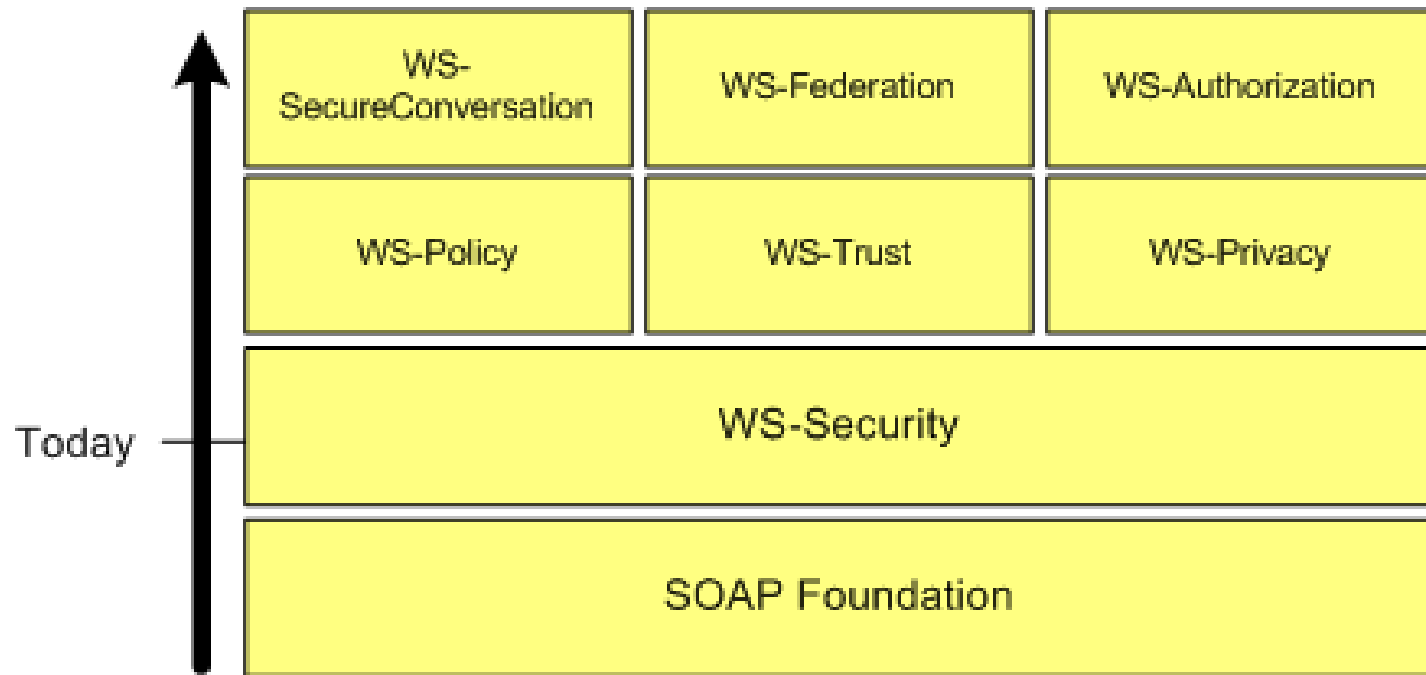 WS-
SecureConversation
WS-Federation
WS-Authorization
WS-Policy
WS-Trust
WS-Privacy
Today
WS-Security
SOAP Foundation